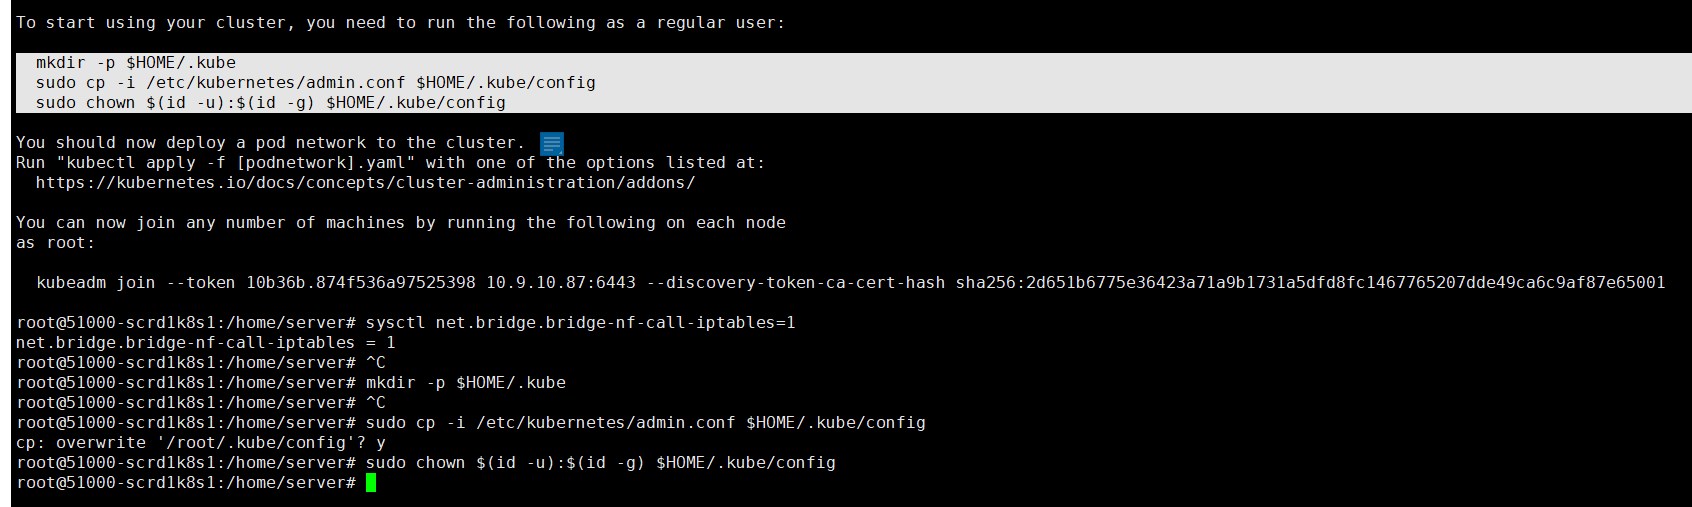 To start using your cluster, you need to run the following as a regular user:
mkdir -p $HOME/.kube
sudo cp -i /etc/kubernetes/admin.conf $HOME/.kube/config
sudo chown $(id -u):$(id -g) $HOME/.kube/config
You should now deploy a pod network to the cluster.
Run "kubectl apply -f [podnetwork].yaml" with one of the options listed at:
https://kubernetes.io/docs/concepts/cluster-administration/addons/
You can now join any number of machines by running the following on each node
as root:
kubeadm join --token 10b36b.874f536a97525398 10.9.10.87:6443 --discovery-token-ca-cert-hash sha256:2d651b6775e36423a71a9b1731a5dfd8fc1467765207dde49ca6c9af87e65001
root@51000-scrd1k8s1:/home/server# sysctl net.bridge.bridge-nf-call-iptables=1
net.bridge.bridge-nf-call-iptables = 1
root@51000-scrd1k8s1:/home/server# ^C
root@51000-scrd1k8s1:/home/server# mkdir -p $HOME/.kube
root@51000-scrd1k8s1:/home/server# ^C
root@51000-scrd1k8s1:/home/server# sudo cp -i /etc/kubernetes/admin.conf $HOME/.kube/config
cp: overwrite '/root/.kube/config'? y
root@51000-scrd1k8s1:/home/server# sudo chown $(id -u):$(id -g) $HOME/.kube/config
root@51000-scrd1k8s1:/home/server#